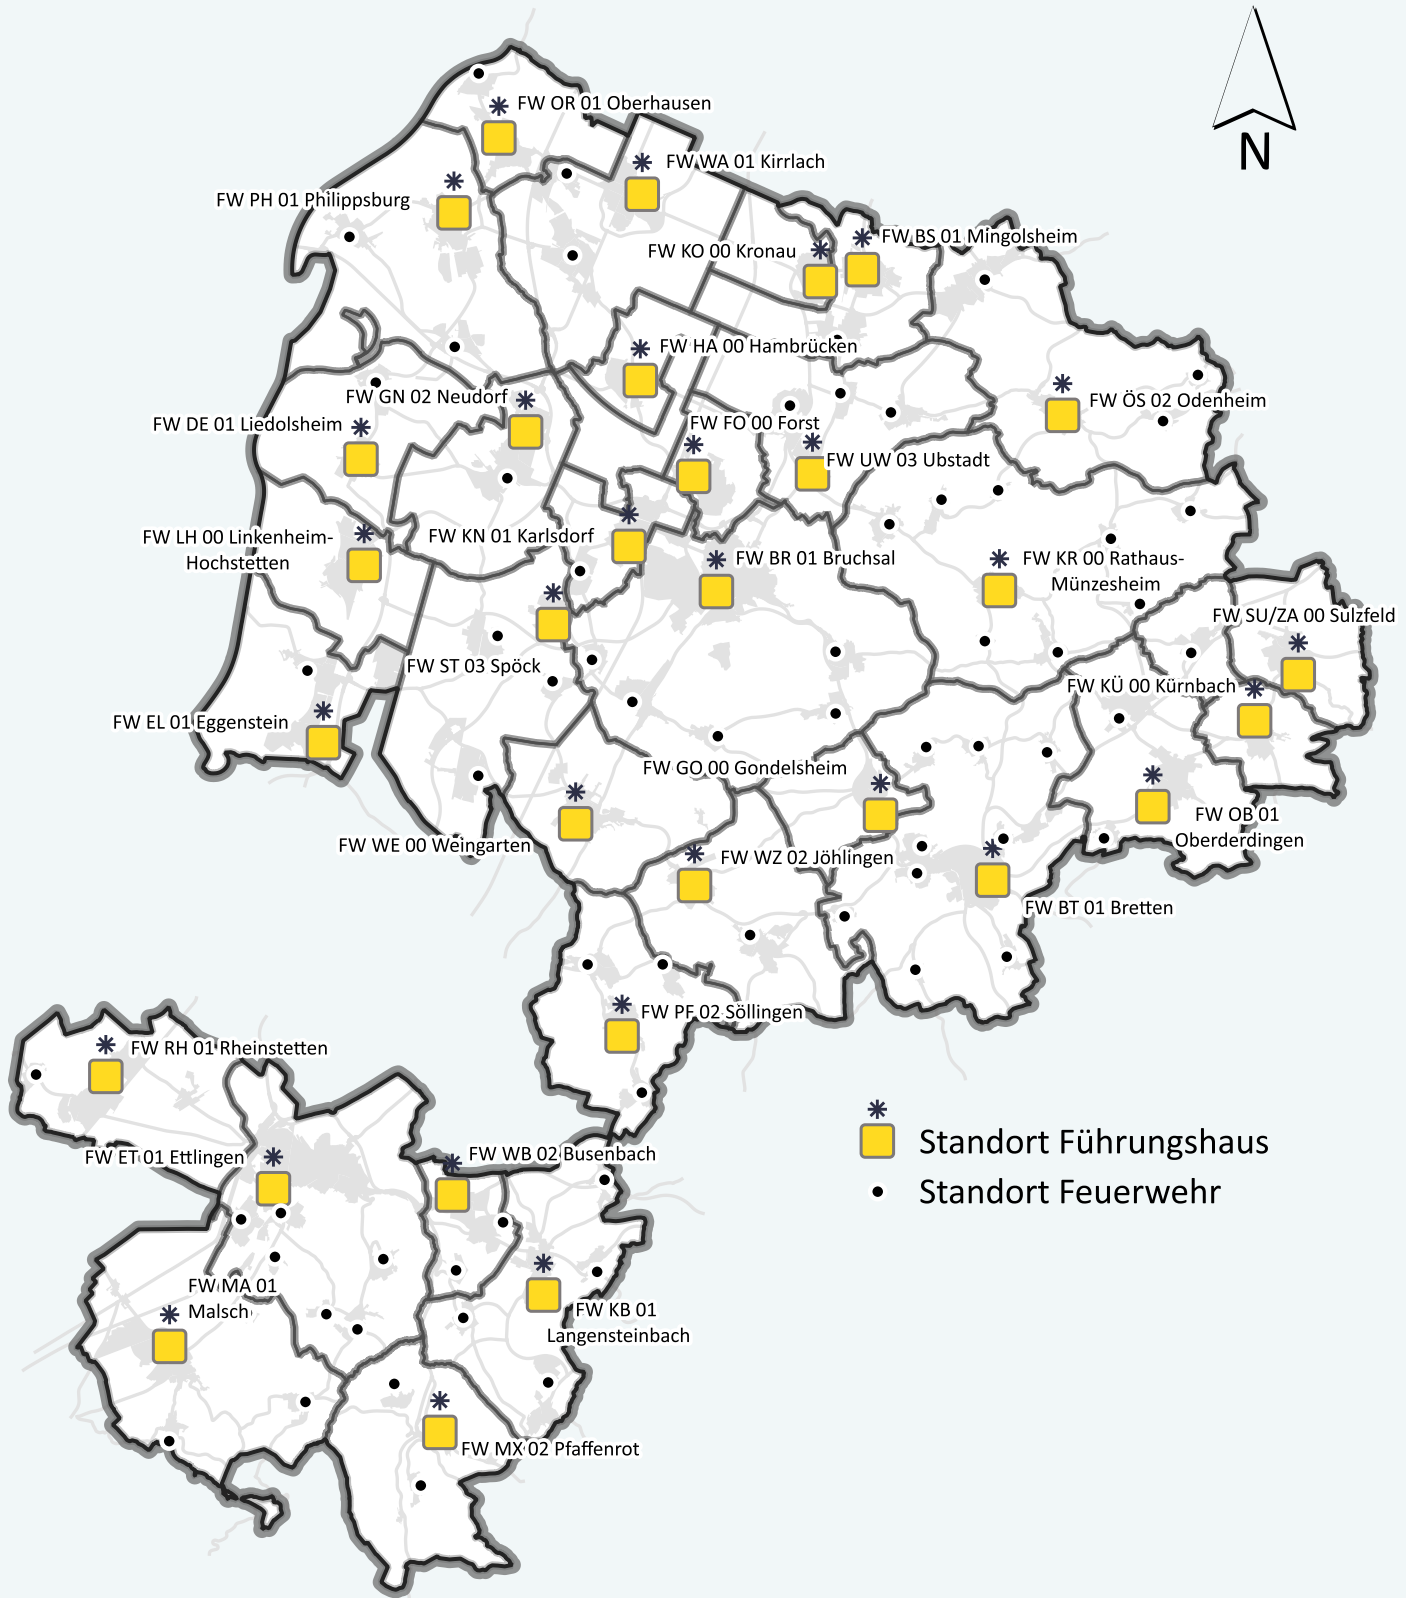 N
FW OR 01 Oberhausen
FW WA 01 Kirrlach
FW PH 01 Philippsburg
FW BS 01 Mingolsheim
FW KO 00 Kronau
FW HA 00 Hambrücken
FW GN 02 Neudorf
FW ÖS 02 Odenheim
FW DE 01 Liedolsheim
FW FO 00 Forst
FW UW 03 Ubstadt
FW LH 00 Linkenheim-
Hochstetten
FW KN 01 Karlsdorf
FW BR 01 Bruchsal
FW KR 00 Rathaus-
Münzesheim
FW SU/ZA 00 Sulzfeld
FW ST 03 Spöck
FW KÜ 00 Kürnbach
FW EL 01 Eggenstein
FW GO 00 Gondelsheim
FW OB 01
Oberderdingen
FW WE 00 Weingarten
FW WZ 02 Jöhlingen
FW BT 01 Bretten
FW PF 02 Söllingen
FW RH 01 Rheinstetten
Standort Führungshaus
Standort Feuerwehr
FW ET 01 Ettlingen
FW WB 02 Busenbach
FW MA 01
Malsch
FW KB 01
Langensteinbach
FW MX 02 Pfaffenrot